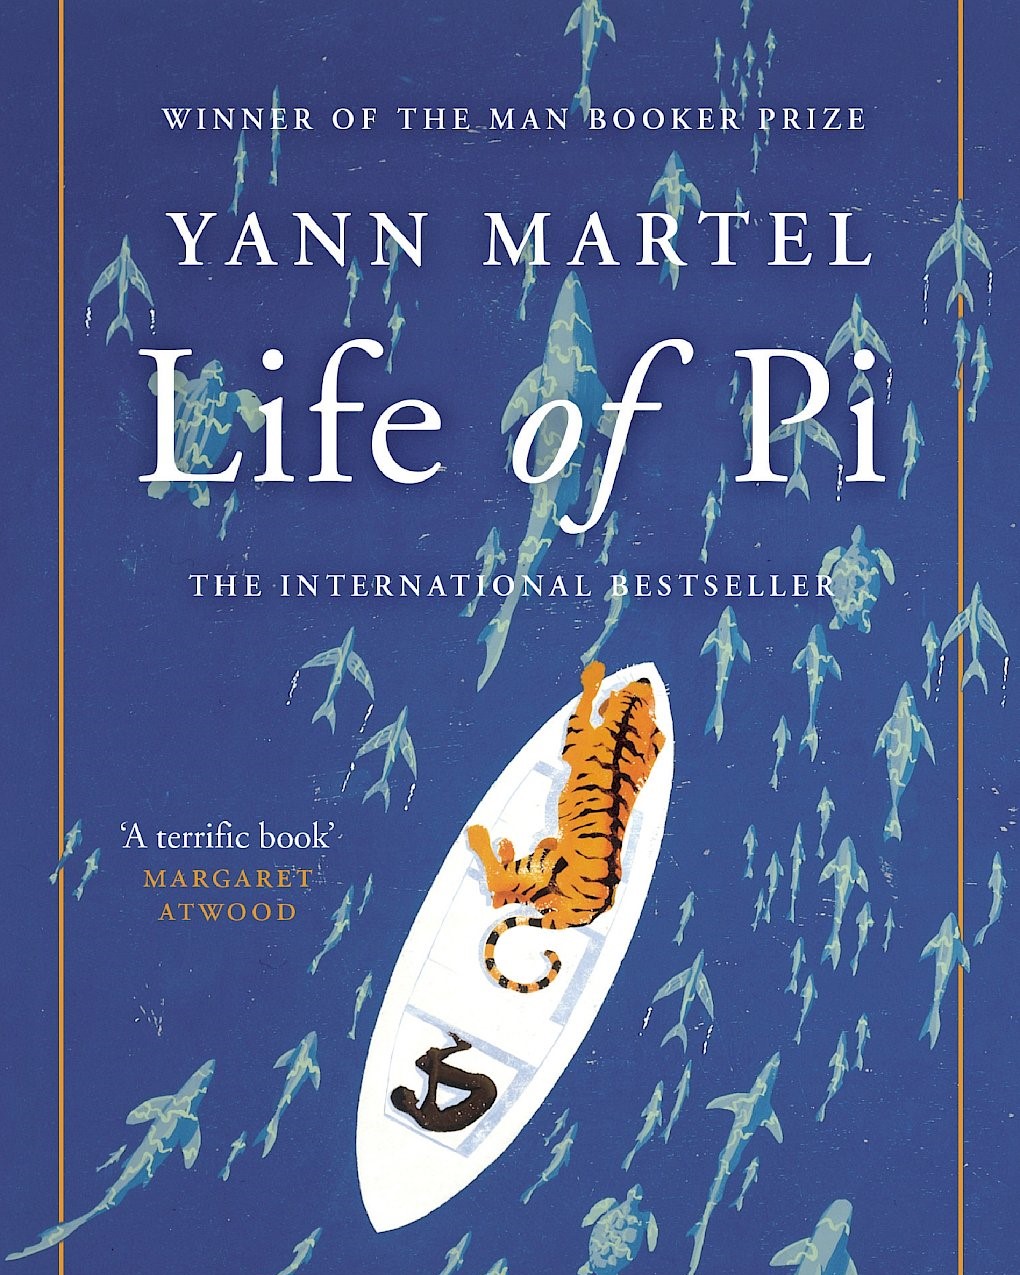 WINNER OF THE MAN BOOKER PRIZE
YANN MARTEL
Life of Pi
THE INTERNATIONAL BESTSELLER
‘A terrific book’
MARGARET
ATWOOD